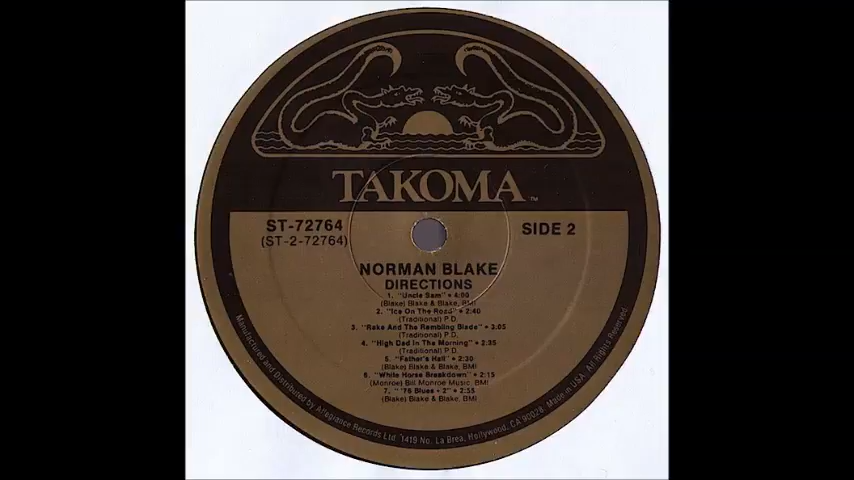 TAKOMA™
ST-72764
(ST-2-72764)
SIDE 2
NORMAN BLAKE
DIRECTIONS
1. "Uncle Sam" • 4:00
(Blake) Blake & Blake, BMI
2. "Ice On The Road" • 2:40
(Traditional) P.D.
3. "Rake And The Rambling Blade" • 3:05
(Traditional) P.D.
4. "High Dad In The Morning" • 2:35
(Traditional) P.D.
5. "Father's Hall" • 2:30
(Blake) Blake & Blake, BMI
6. "White Horse Breakdown" • 2:15
(Monroe) Bill Monroe Music, BMI
7. "'76 Blues - 2" • 2:55
(Blake) Blake & Blake, BMI
Manufactured and Distributed by Allegiance Records Ltd. 1419 No. La Brea, Hollywood, CA 90028. Made in USA. All Rights Reserved.